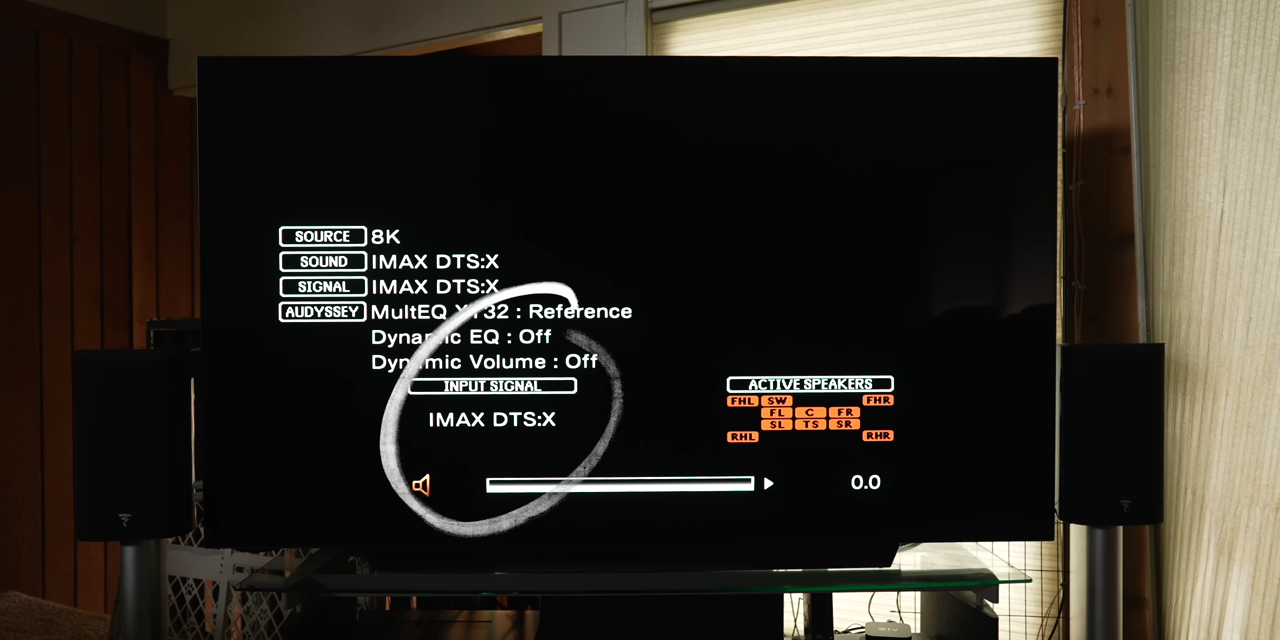 SOURCE 8K
SOUND IMAX DTS:X
SIGNAL IMAX DTS:X
AUDYSSEY MultEQ XT32 : Reference
Dynamic EQ : Off
Dynamic Volume : Off
INPUT SIGNAL
IMAX DTS:X
ACTIVE SPEAKERS
FHL SW FHR
FL C FR
SL TS SR
RHL RHR
0.0